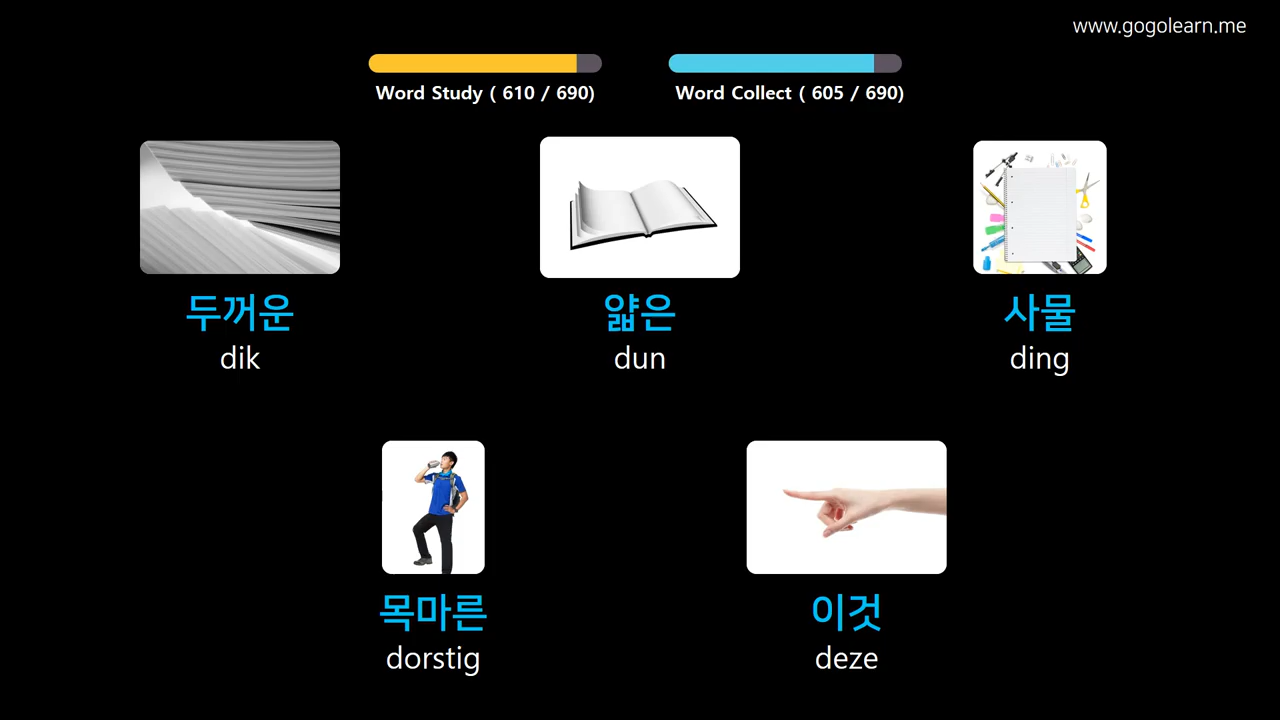 www.gogolearn.me
Word Study ( 610 / 690)
Word Collect ( 605 / 690)
두꺼운
dik
얇은
dun
사물
ding
목마른
dorstig
이것
deze